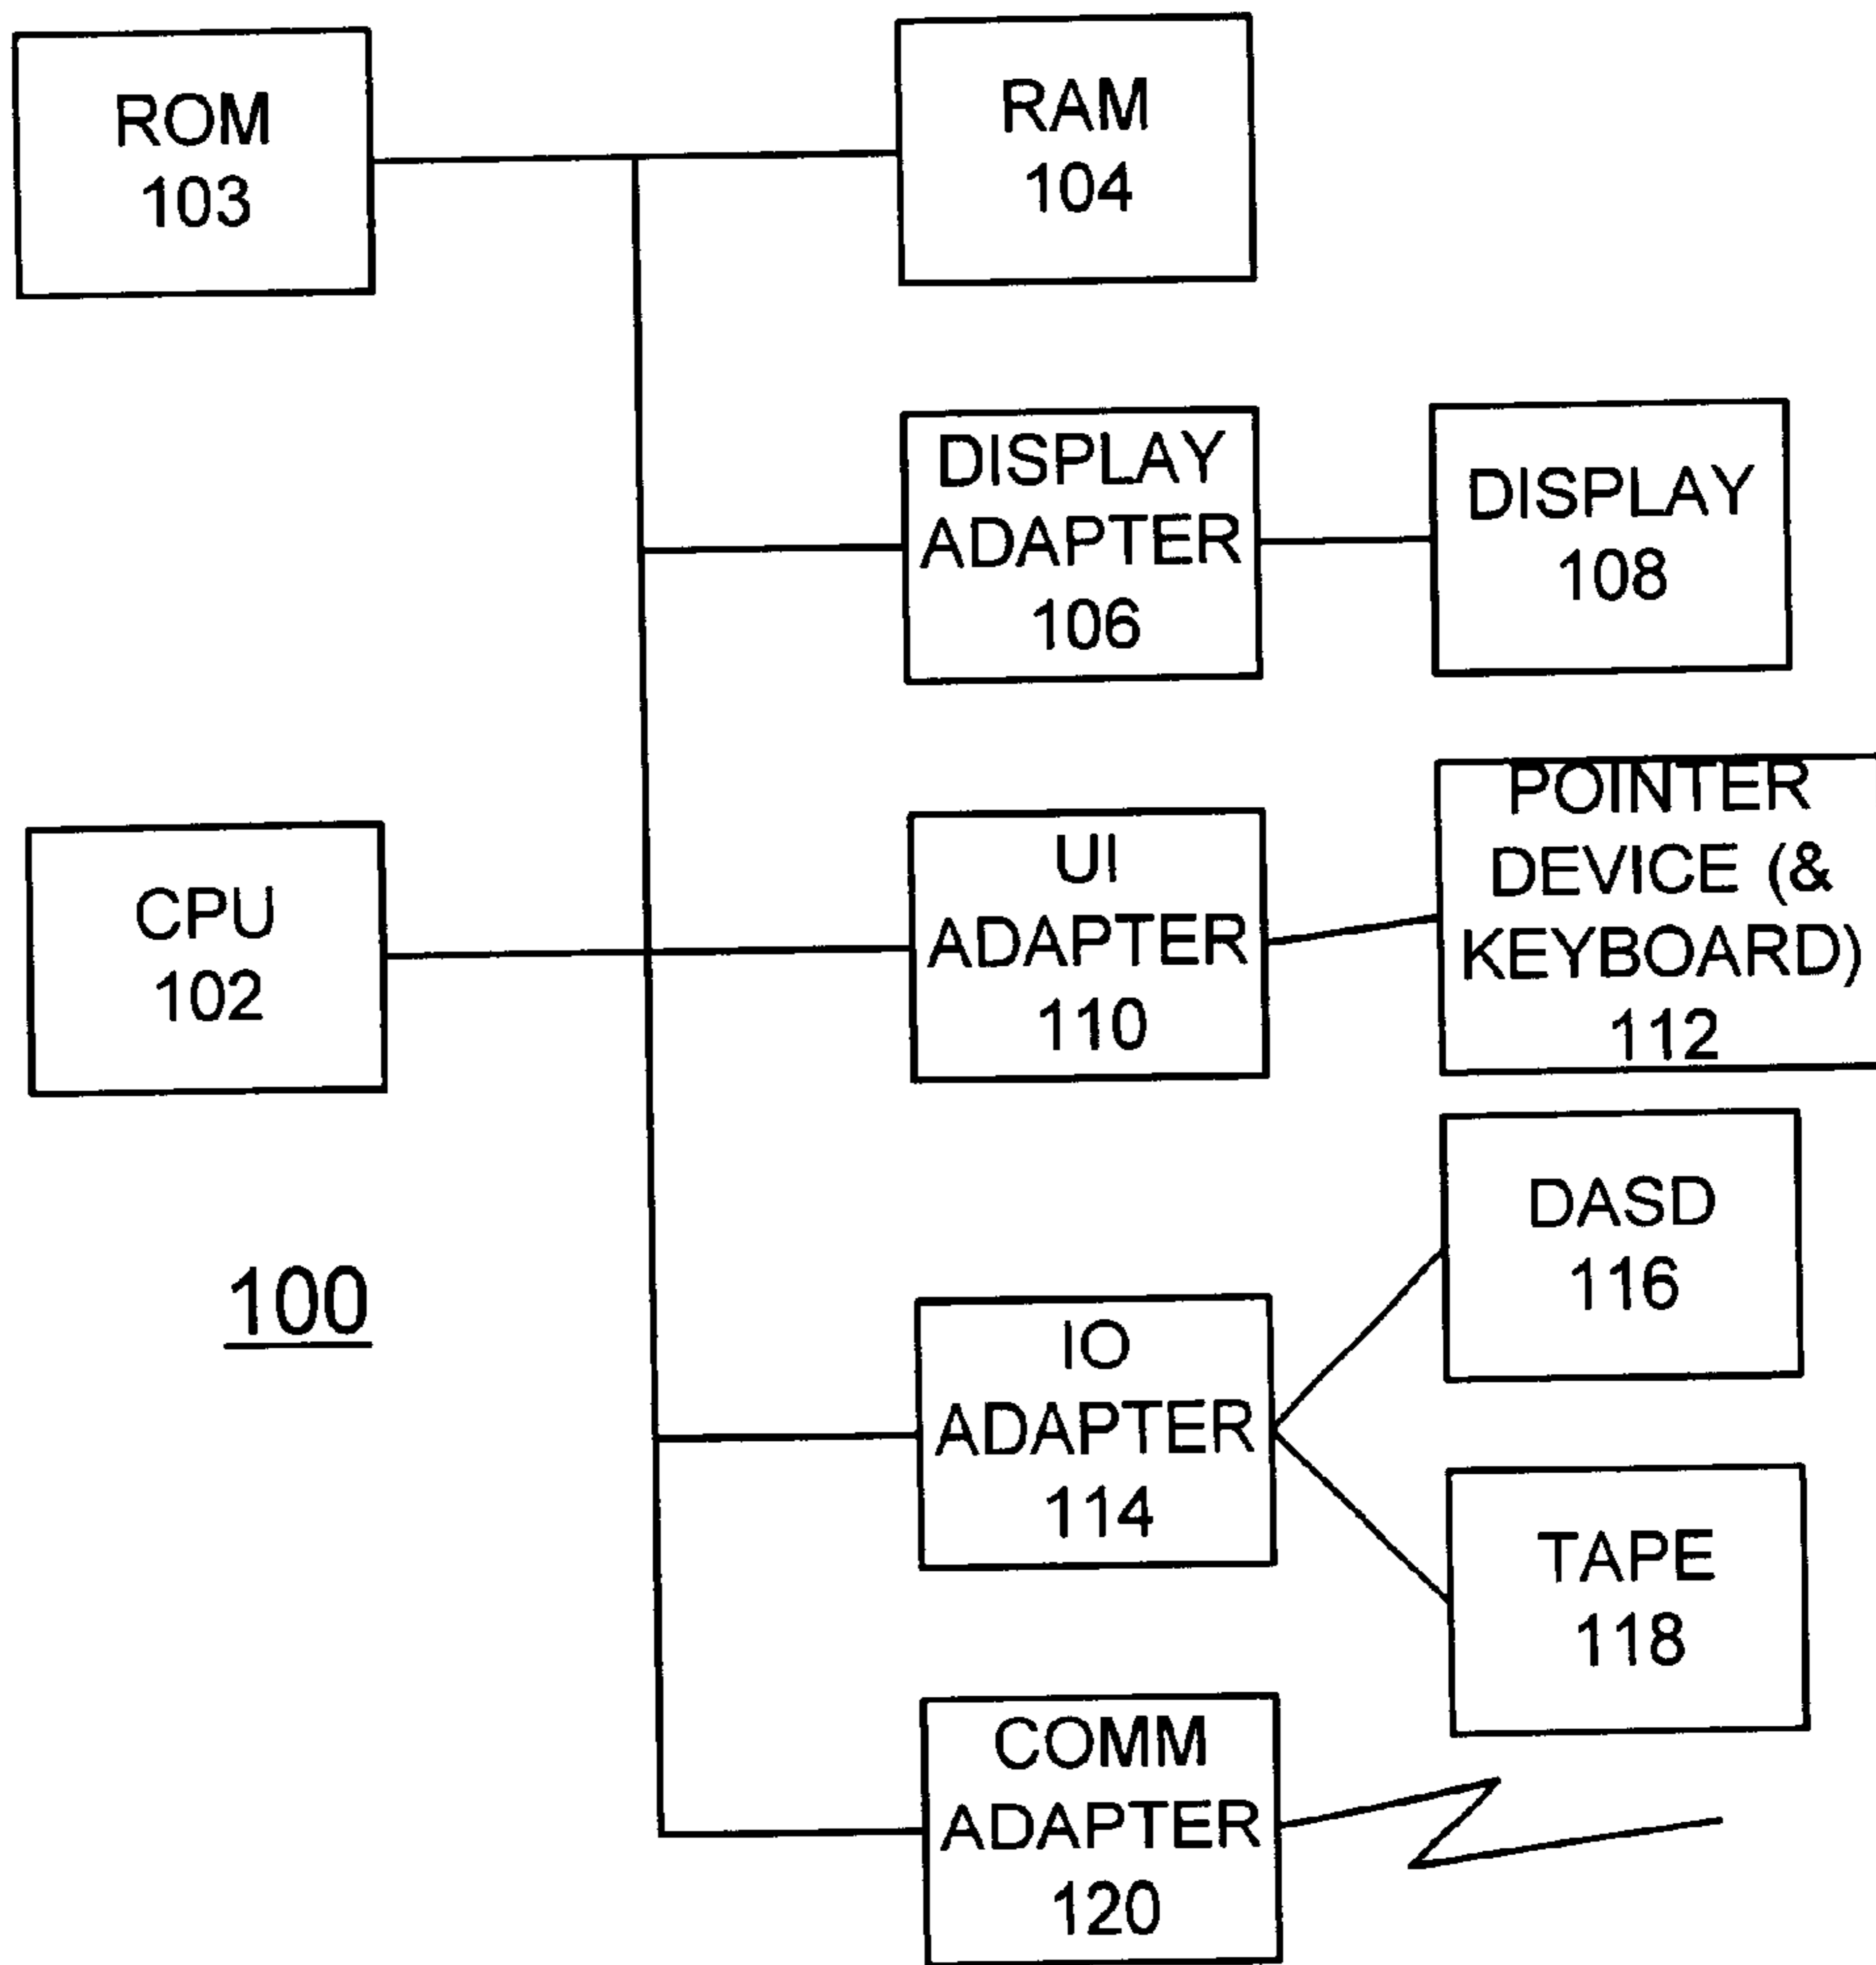 ROM
103
RAM
104
DISPLAY
ADAPTER
106
DISPLAY
108
CPU
102
UI
ADAPTER
110
POINTER
DEVICE (&
KEYBOARD)
112
100
IO
ADAPTER
114
DASD
116
TAPE
118
COMM
ADAPTER
120